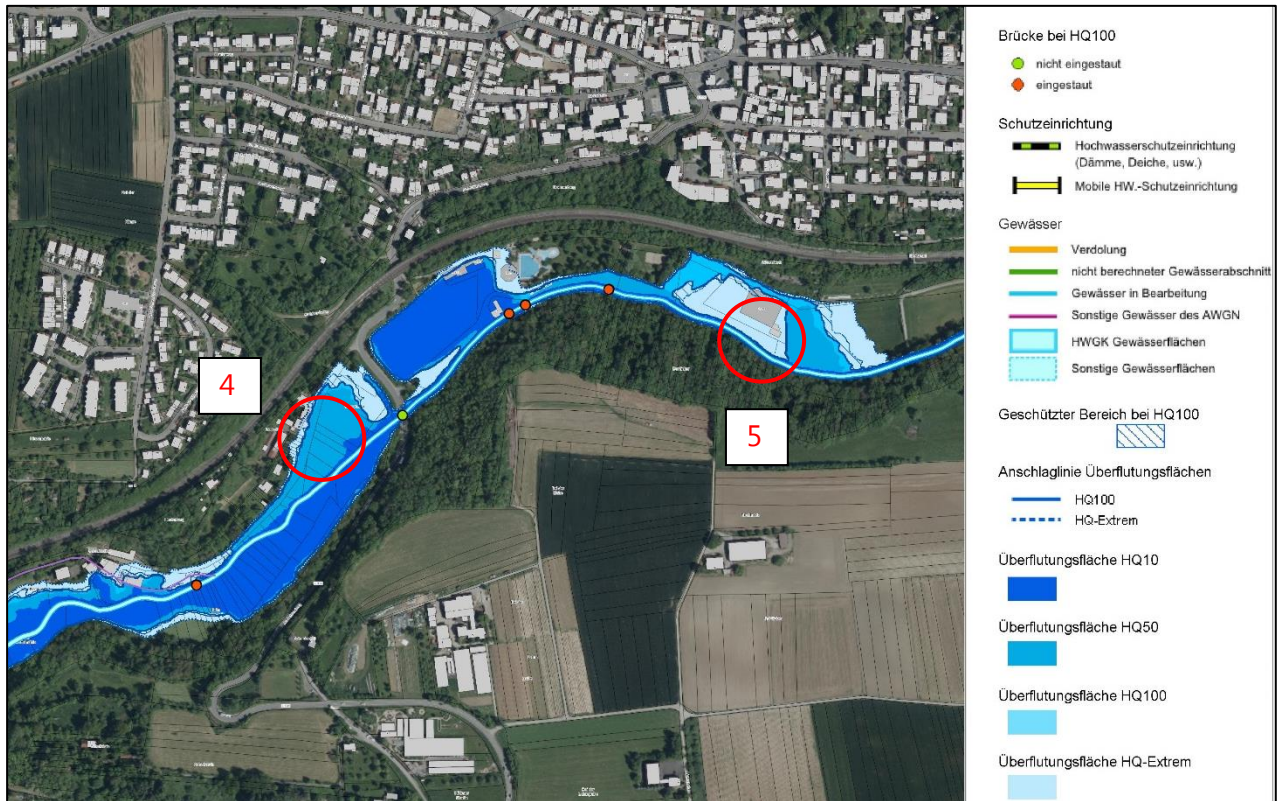 4
5
Brücke bei HQ100
nicht eingestaut
eingestaut
Schutzeinrichtung
Hochwasserschutzeinrichtung
(Dämme, Deiche, usw.)
Mobile HW.-Schutzeinrichtung
Gewässer
Verdolung
nicht berechneter Gewässerabschnitt
Gewässer in Bearbeitung
Sonstige Gewässer des AWGN
HWGK Gewässerflächen
Sonstige Gewässerflächen
Geschützter Bereich bei HQ100
Anschlaglinie Überflutungsflächen
HQ100
HQ-Extrem
Überflutungsfläche HQ10
Überflutungsfläche HQ50
Überflutungsfläche HQ100
Überflutungsfläche HQ-Extrem